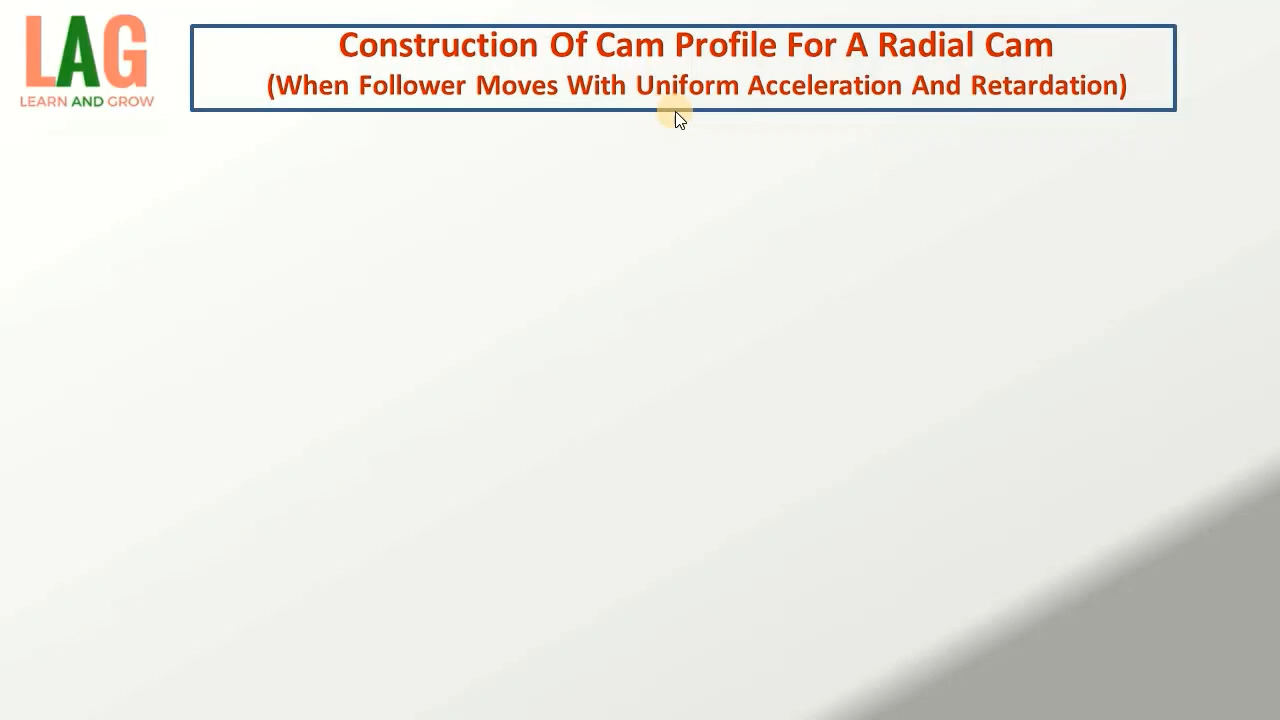 LAG
LEARN AND GROW
Construction Of Cam Profile For A Radial Cam
(When Follower Moves With Uniform Acceleration And Retardation)